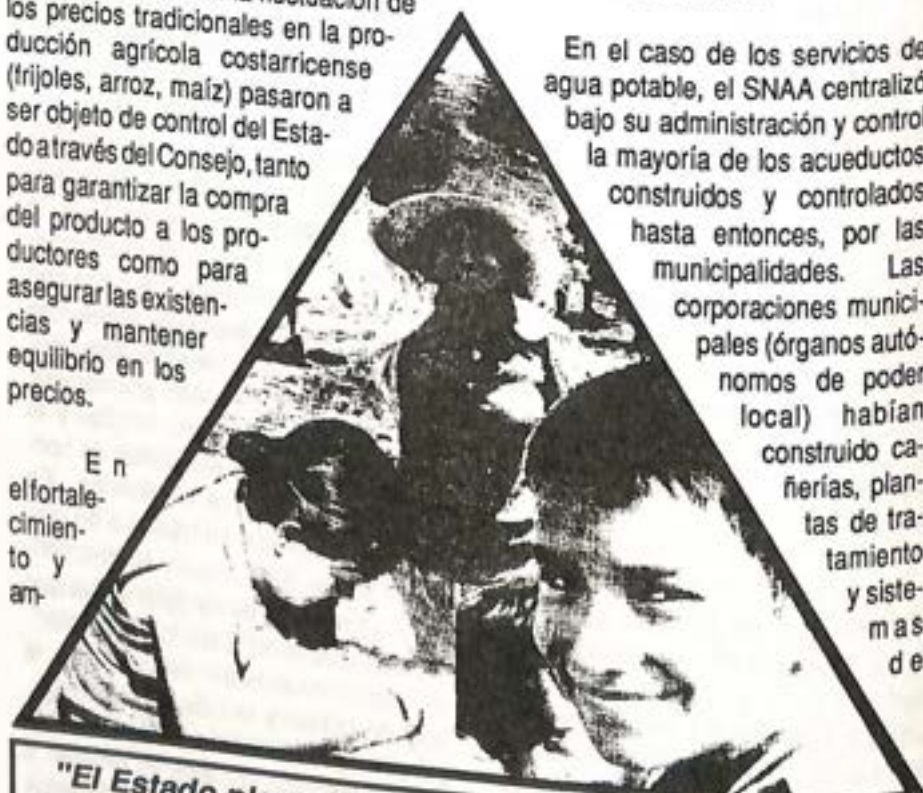 fluctuación de
los precios tradicionales en la pro-
ducción agrícola costarricense
(frijoles, arroz, maíz) pasaron a
ser objeto de control del Esta-
do a través del Consejo, tanto
para garantizar la compra
del producto a los pro-
ductores como para
asegurar las existen-
cias y mantener
equilibrio en los
precios.
En
el fortale-
cimien-
to y
am-
En el caso de los servicios de
agua potable, el SNAA centralizó
bajo su administración y control
la mayoría de los acueductos
construidos y controlados
hasta entonces, por las
municipalidades. Las
corporaciones munici-
pales (órganos autó-
nomos de poder
local) habían
construido ca-
ñerías, plan-
tas de tra-
tamiento
y siste-
mas
de
"El Estado